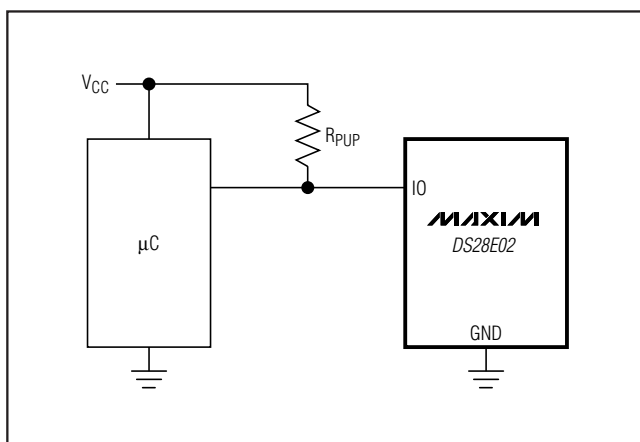 VCC
RPUP
IO
µC
MAXIM
DS28E02
GND